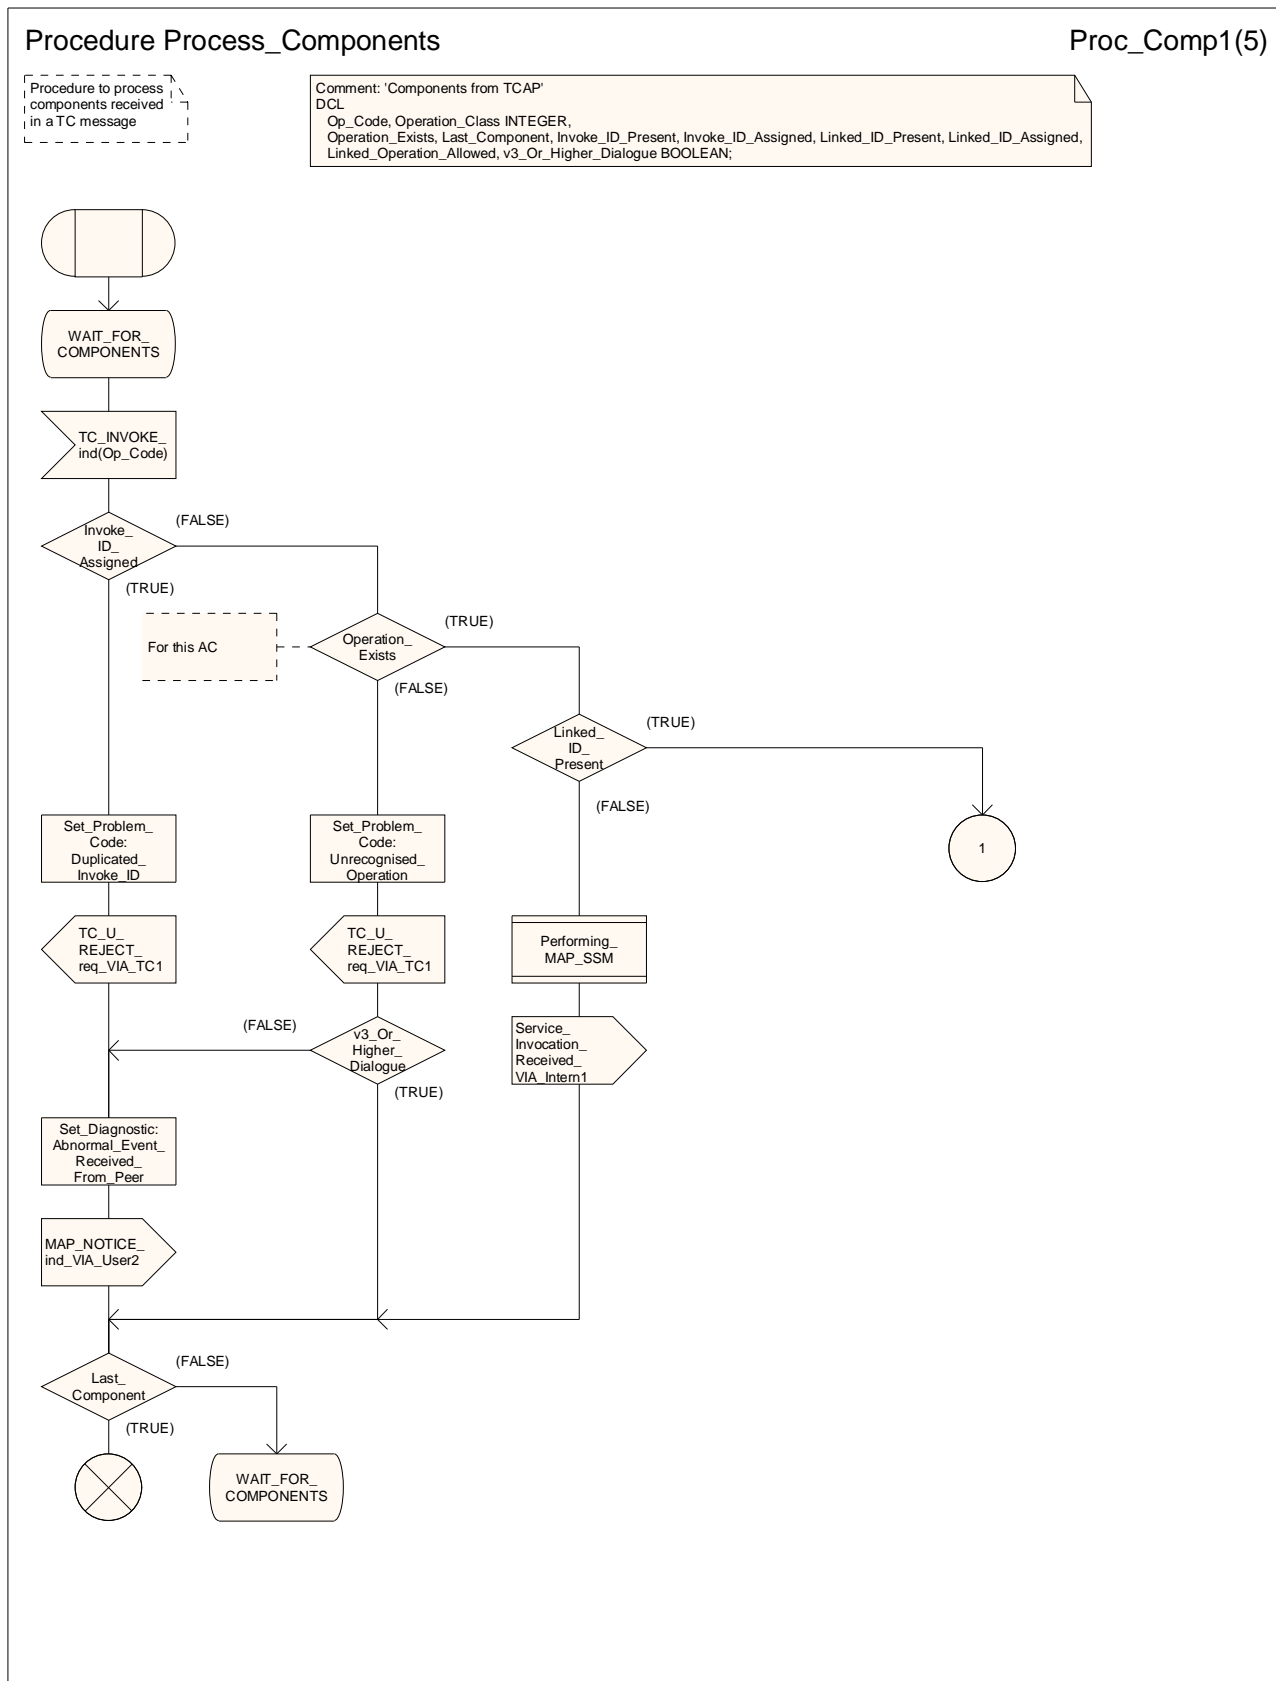 Procedure Process_Components
Proc_Comp1(5)
Procedure to process
components received
in a TC message
Comment: 'Components from TCAP'
DCL
Op_Code, Operation_Class INTEGER,
Operation_Exists, Last_Component, Invoke_ID_Present, Invoke_ID_Assigned, Linked_ID_Present, Linked_ID_Assigned,
Linked_Operation_Allowed, v3_Or_Higher_Dialogue BOOLEAN;
WAIT_FOR_
COMPONENTS
TC_INVOKE_
ind(Op_Code)
Invoke_
ID_
Assigned
(FALSE)
(TRUE)
For this AC
Operation_
Exists
(TRUE)
(FALSE)
Linked_
ID_
Present
(TRUE)
(FALSE)
1
Set_Problem_
Code:
Duplicated_
Invoke_ID
Set_Problem_
Code:
Unrecognised_
Operation
TC_U_
REJECT_
req_VIA_TC1
TC_U_
REJECT_
req_VIA_TC1
Performing_
MAP_SSM
(FALSE)
v3_Or_
Higher_
Dialogue
(TRUE)
Service_
Invocation_
Received_
VIA_Intern1
Set_Diagnostic:
Abnormal_Event_
Received_
From_Peer
MAP_NOTICE_
ind_VIA_User2
Last_
Component
(FALSE)
(TRUE)
WAIT_FOR_
COMPONENTS